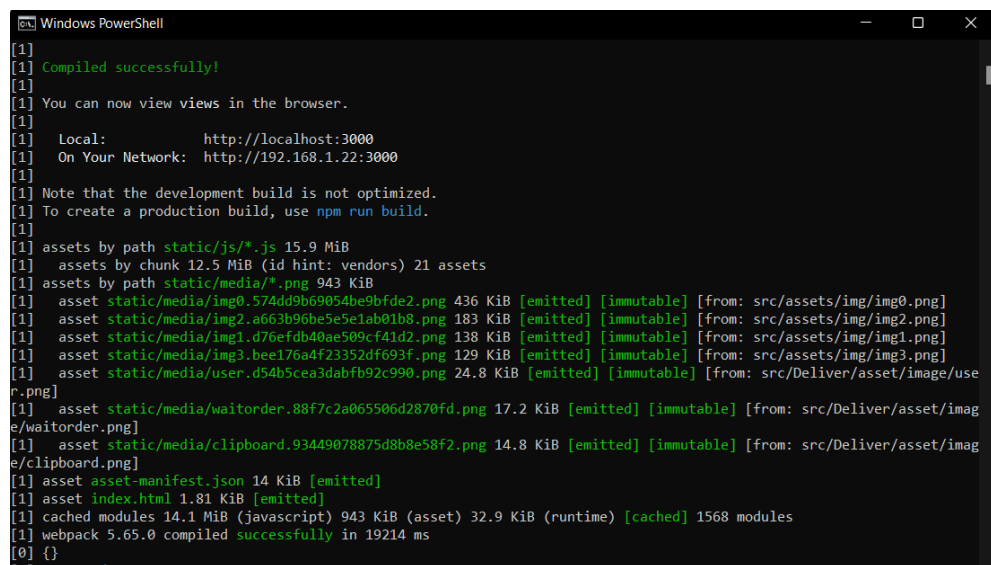 Windows PowerShell
[1]
[1] Compiled successfully!
[1]
[1] You can now view views in the browser.
[1]
[1]   Local:            http://localhost:3000
[1]   On Your Network:  http://192.168.1.22:3000
[1]
[1] Note that the development build is not optimized.
[1] To create a production build, use npm run build.
[1]
[1] assets by path static/js/*.js 15.9 MiB
[1]   assets by chunk 12.5 MiB (id hint: vendors) 21 assets
[1] assets by path static/media/*.png 943 KiB
[1]   asset static/media/img0.574dd9b69054be9bfde2.png 436 KiB [emitted] [immutable] [from: src/assets/img/img0.png]
[1]   asset static/media/img2.a663b96be5e5e1ab01b8.png 183 KiB [emitted] [immutable] [from: src/assets/img/img2.png]
[1]   asset static/media/img1.d76efdb40ae509cf41d2.png 138 KiB [emitted] [immutable] [from: src/assets/img/img1.png]
[1]   asset static/media/img3.bee176a4f23352df693f.png 129 KiB [emitted] [immutable] [from: src/assets/img/img3.png]
[1]   asset static/media/user.d54b5cea3dabfb92c990.png 24.8 KiB [emitted] [immutable] [from: src/Deliver/asset/image/use
r.png]
[1]   asset static/media/waitorder.88f7c2a065506d2870fd.png 17.2 KiB [emitted] [immutable] [from: src/Deliver/asset/imag
e/waitorder.png]
[1]   asset static/media/clipboard.93449078875d8b8e58f2.png 14.8 KiB [emitted] [immutable] [from: src/Deliver/asset/imag
e/clipboard.png]
[1] asset asset-manifest.json 14 KiB [emitted]
[1] asset index.html 1.81 KiB [emitted]
[1] cached modules 14.1 MiB (javascript) 943 KiB (asset) 32.9 KiB (runtime) [cached] 1568 modules
[1] webpack 5.65.0 compiled successfully in 19214 ms
[0] {}